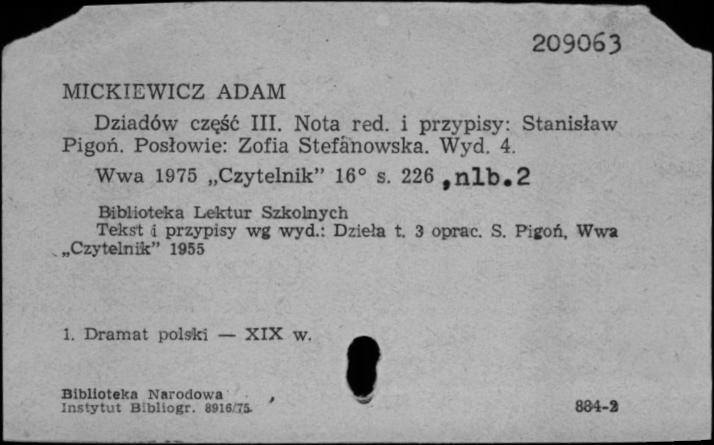 209063
MICKIEWICZ ADAM
Dziadów część III. Nota red. i przypisy: Stanisław
Pigoń. Posłowie: Zofia Stefanowska. Wyd. 4.
Wwa 1975 „Czytelnik” 16° s. 226 ,nlb.2
Biblioteka Lektur Szkolnych
Tekst i przypisy wg wyd.: Dzieła t. 3 oprac. S. Pigoń, Wwa
„Czytelnik” 1955
1. Dramat polski — XIX w.
Biblioteka Narodowa
Instytut Bibliogr. 8916/75.
884-2